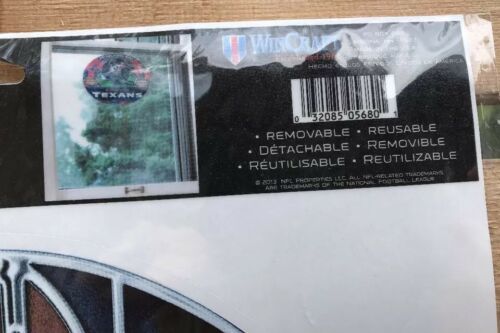 TEXANS
WINCRAFT
0 32085 05680 1
• REMOVABLE • REUSABLE
• DÉTACHABLE • REMOVIBLE
• RÉUTILISABLE • REUTILIZABLE
© 2013 NFL PROPERTIES LLC. ALL NFL-RELATED TRADEMARKS
ARE TRADEMARKS OF THE NATIONAL FOOTBALL LEAGUE.